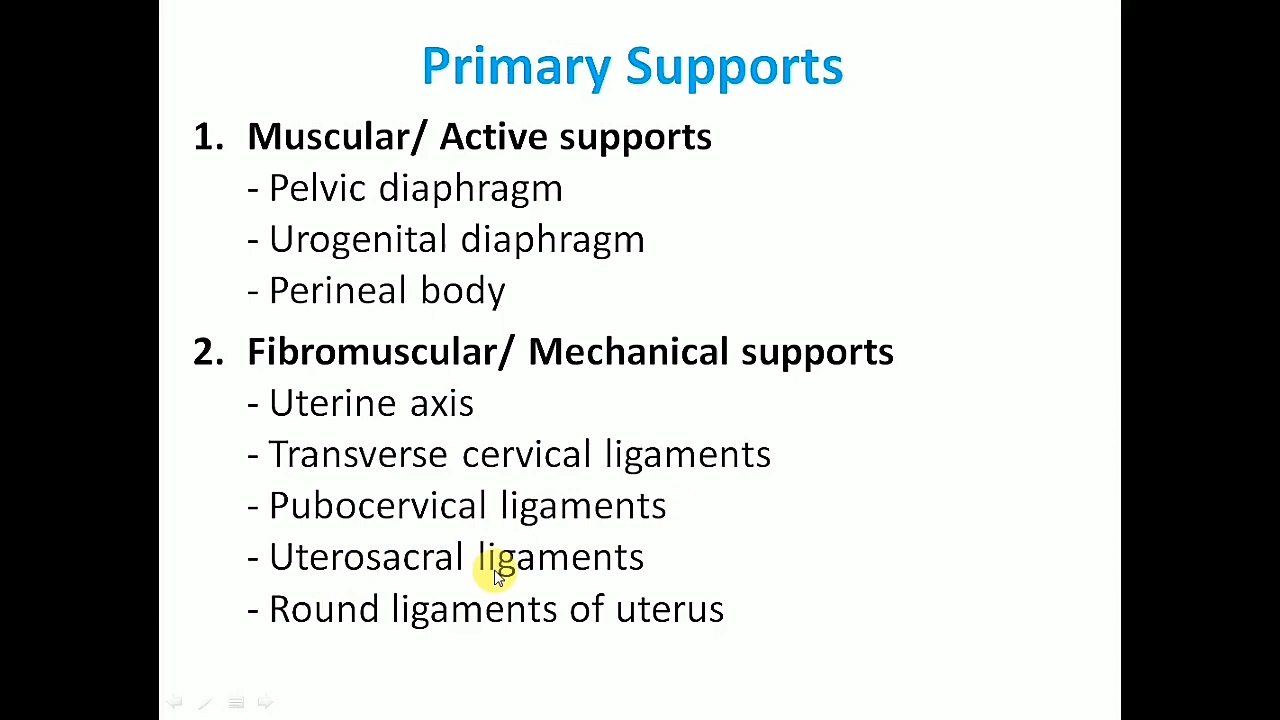 Primary Supports
1. Muscular/ Active supports
- Pelvic diaphragm
- Urogenital diaphragm
- Perineal body
2. Fibromuscular/ Mechanical supports
- Uterine axis
- Transverse cervical ligaments
- Pubocervical ligaments
- Uterosacral ligaments
- Round ligaments of uterus